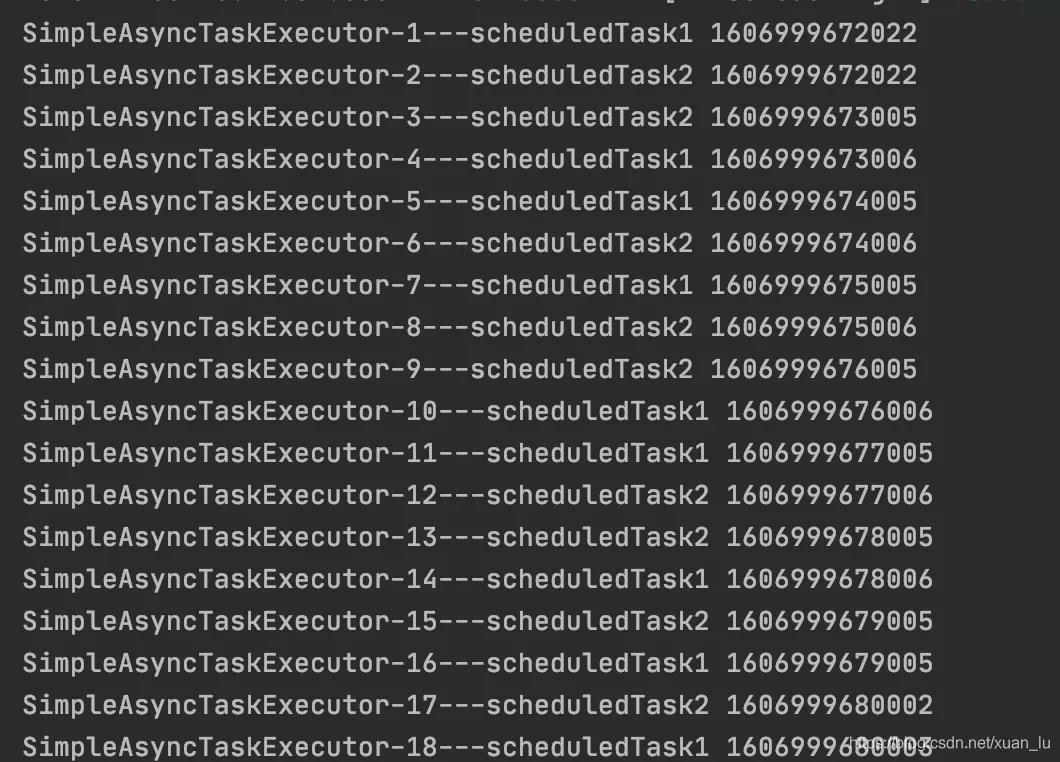 SimpleAsyncTaskExecutor-1---scheduledTask1 1606999672022
SimpleAsyncTaskExecutor-2---scheduledTask2 1606999672022
SimpleAsyncTaskExecutor-3---scheduledTask2 1606999673005
SimpleAsyncTaskExecutor-4---scheduledTask1 1606999673006
SimpleAsyncTaskExecutor-5---scheduledTask1 1606999674005
SimpleAsyncTaskExecutor-6---scheduledTask2 1606999674006
SimpleAsyncTaskExecutor-7---scheduledTask1 1606999675005
SimpleAsyncTaskExecutor-8---scheduledTask2 1606999675006
SimpleAsyncTaskExecutor-9---scheduledTask2 1606999676005
SimpleAsyncTaskExecutor-10---scheduledTask1 1606999676006
SimpleAsyncTaskExecutor-11---scheduledTask1 1606999677005
SimpleAsyncTaskExecutor-12---scheduledTask2 1606999677006
SimpleAsyncTaskExecutor-13---scheduledTask2 1606999678005
SimpleAsyncTaskExecutor-14---scheduledTask1 1606999678006
SimpleAsyncTaskExecutor-15---scheduledTask2 1606999679005
SimpleAsyncTaskExecutor-16---scheduledTask1 1606999679005
SimpleAsyncTaskExecutor-17---scheduledTask2 1606999680002
SimpleAsyncTaskExecutor-18---scheduledTask1 1606999680003
https://blog.csdn.net/xuan_lu